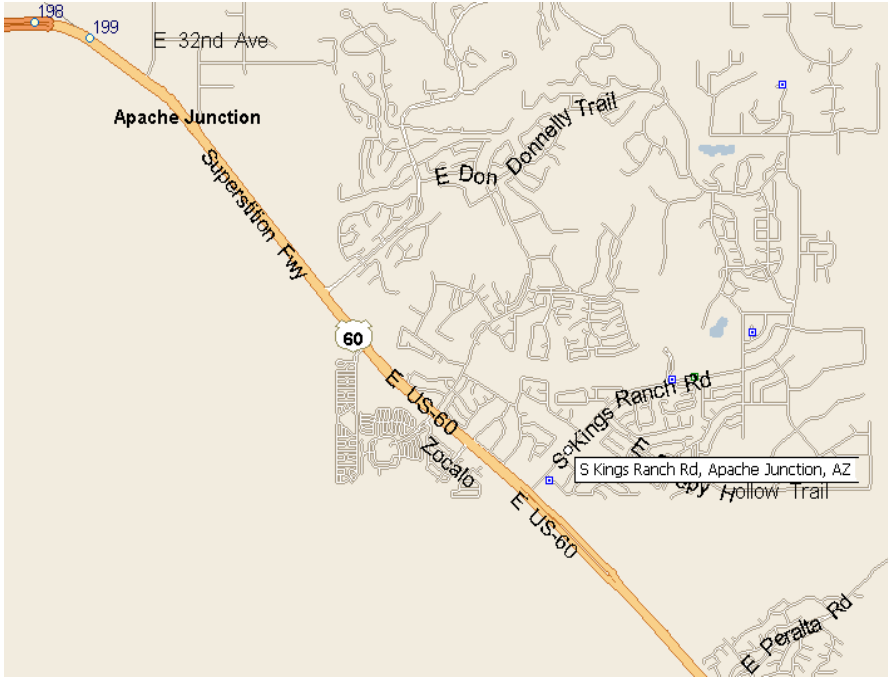 198
199
E 32nd Ave
Apache Junction
E Don Donnelly Trail
Superstition Fwy
60
E US-60
S Kings Ranch Rd
Zocalo
S Kings Ranch Rd, Apache Junction, AZ
Hollow Trail
E US-60
E Peralta Rd